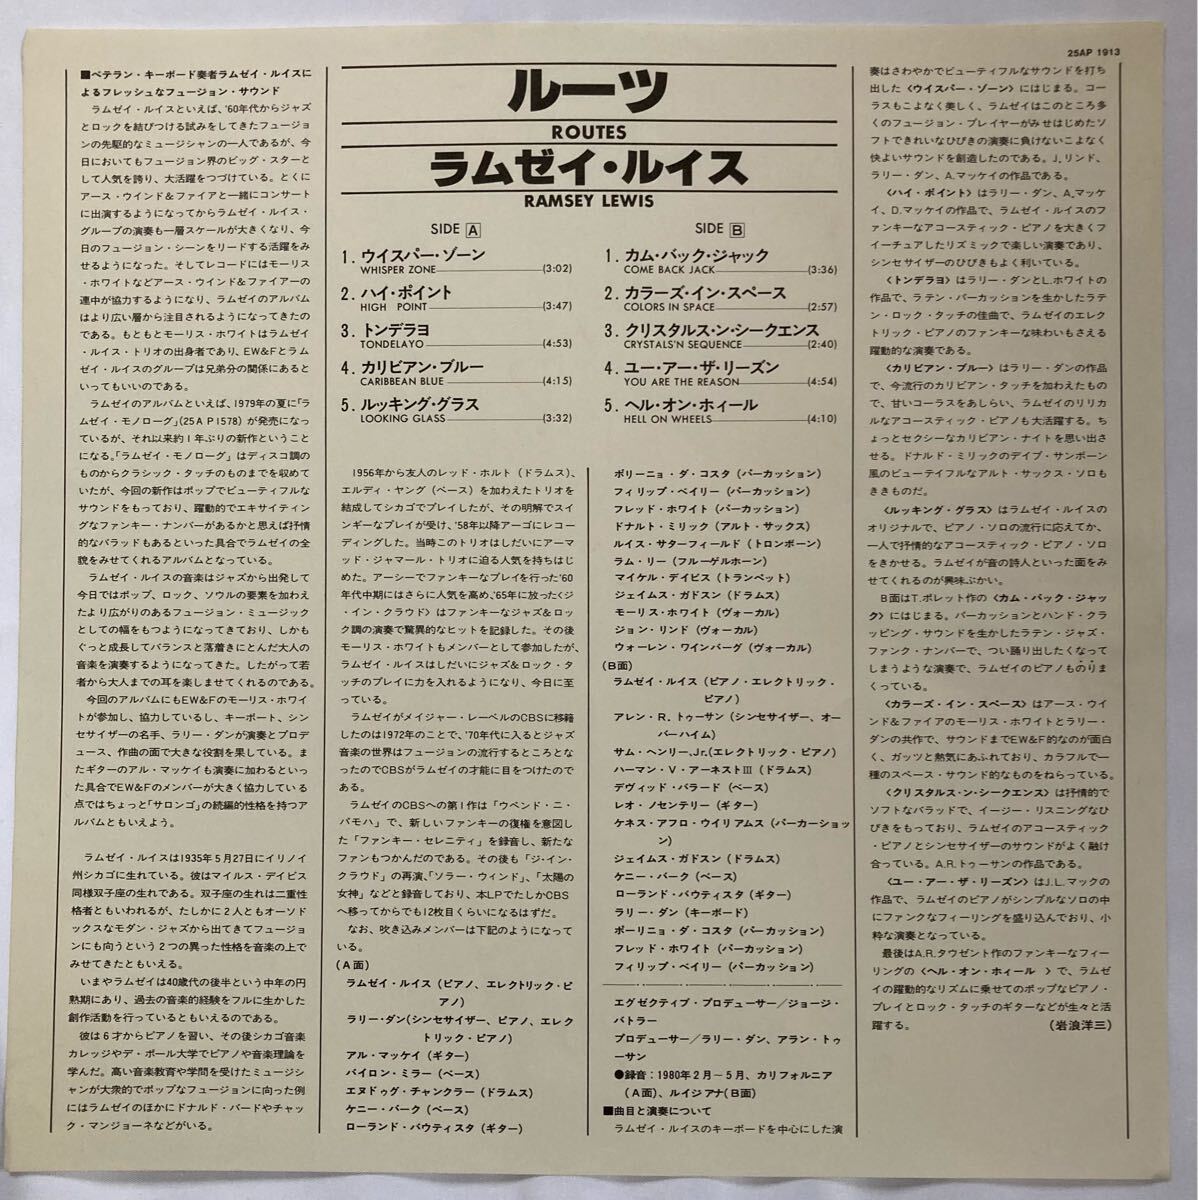 25AP 1913
ルーツ
ROUTES
ラムゼイ・ルイス
RAMSEY LEWIS
SIDE A
1. ウイスパー・ゾーン
WHISPER ZONE (3:02)
2. ハイ・ポイント
HIGH POINT (3:47)
3. トンデラヨ
TONDELAYO (4:53)
4. カリビアン・ブルー
CARIBBEAN BLUE (4:15)
5. ルッキング・グラス
LOOKING GLASS (3:32)
SIDE B
1. カム・バック・ジャック
COME BACK JACK (3:36)
2. カラーズ・イン・スペース
COLORS IN SPACE (2:57)
3. クリスタルス・ン・シークエンス
CRYSTALS'N SEQUENCE (2:40)
4. ユー・アー・ザ・リーズン
YOU ARE THE REASON (4:54)
5. ヘル・オン・ホィール
HELL ON WHEELS (4:10)
■ベテラン・キーボード奏者ラムゼイ・ルイスに
よるフレッシュなフュージョン・サウンド
ラムゼイ・ルイスといえば、'60年代からジャズ
とロックを結びつける試みをしてきたフュージョ
ンの先駆的なミュージシャンの一人であるが、今
日においてもフュージョン界のビッグ・スターとし
て人気を誇り、大活躍をつづけている。とくに
アース・ウインド&ファイアと一緒にコンサート
に出演するようになってからラムゼイ・ルイス・
グループの演奏も一層スケールが大きくなり、今
日のフュージョン・シーンをリードする活躍をみ
せるようになった。そしてレコードにはモーリス
・ホワイトなどアース・ウインド&ファイアーの
連中が協力するようになり、ラムゼイのアルバム
はより広い層から注目されるようになってきたの
である。もともとモーリス・ホワイトはラムゼイ
・ルイス・トリオの出身者であり、EW&Fとラム
ゼイ・ルイスのグループは兄弟分の関係にあると
いってもいいのである。
ラムゼイのアルバムといえば、1979年の夏に「ラ
ムゼイ・モノローグ」(25AP1578)が発売になっ
ているが、それ以来約1年ぶりの新作ということ
になる。「ラムゼイ・モノローグ」はディスコ調の
ものからクラシック・タッチのものまでを収めて
いたが、今回の新作はポップでビューティフルな
サウンドをもっており、躍動的でエキサイティン
グなファンキー・ナンバーがあるかと思えば抒情
的なバラッドもあるといった具合でラムゼイの全
貌をみせてくれるアルバムとなっている。
ラムゼイ・ルイスの音楽はジャズから出発して
今日ではポップ、ロック、ソウルの要素を加わえ
たより広がりのあるフュージョン・ミュージック
としての幅をもつようになってきており、しかも
ぐっと成長してバランスと落着きにとんだ大人の
音楽を演奏するようになってきた。したがって若
者から大人までの耳を楽しませてくれるのである。
今回のアルバムにもEW&Fのモーリス・ホワイ
トが参加し、協力しているし、キーボート、シン
セサイザーの名手、ラリー・ダンが演奏とプロデ
ュース、作曲の面で大きな役割を果している。ま
たギターのアル・マッケイも演奏に加わるといっ
た具合でEW&Fのメンバーが大きく協力している
点ではちょっと「サロンゴ」の続編的性格を持つア
ルバムともいえよう。
ラムゼイ・ルイスは1935年5月27日にイリノイ
州シカゴに生れている。彼はマイルス・デイビス
同様双子座の生れである。双子座の生れは二重性
格者ともいわれるが、たしかに2人ともオーソド
ックスなモダン・ジャズから出てきてフュージョ
ンにも向うという2つの異った性格を音楽の上で
みせてきたともいえる。
いまやラムゼイは40歳代の後半という中年の円
熟期にあり、過去の音楽的経験をフルに生かした
創作活動を行っているともいえるのである。
彼は6才からピアノを習い、その後シカゴ音楽
カレッジやデ・ポール大学でピアノや音楽理論を
学んだ。高い音楽教育や学問を受けたミュージシ
ャンが大衆的でポップなフュージョンに向った例
にはラムゼイのほかにドナルド・バードやチャッ
ク・マンジョーネなどがいる。
1956年から友人のレッド・ホルト(ドラムス)、
エルディ・ヤング(ベース)を加わえたトリオを
結成してシカゴでプレイしたが、その明解でスイ
ンギーなプレイが受け、'58年以降アーゴにレコー
ディングした。当時このトリオはしだいにアーマ
ッド・ジャマール・トリオに迫る人気を持ちはじ
めた。アーシーでファンキーなプレイを行った'60
年代中期にはさらに人気を高め、'65年に放った<ジ
・イン・クラウド>はファンキーなジャズ&ロッ
ク調の演奏で驚異的なヒットを記録した。その後
モーリス・ホワイトもメンバーとして参加したが、
ラムゼイ・ルイスはしだいにジャズ&ロック・タ
ッチのプレイに力を入れるようになり、今日に至
っている。
ラムゼイがメイジャー・レーベルのCBSに移籍
したのは1972年のことで、'70年代に入るとジャズ
音楽の世界はフュージョンの流行するところとな
ったのでCBSがラムゼイの才能に目をつけたので
ある。
ラムゼイのCBSへの第1作は「ウペンド・ニ・
パモハ」で、新しいファンキーの復権を意図し
た「ファンキー・セレニティ」を録音し、新たな
ファンもつかんだのである。その後も「ジ・イン・
クラウド」の再演、「ソラー・ウィンド」、「太陽の
女神」などと録音しており、本LPでたしかCBS
へ移ってからでも12枚目くらいになるはずだ。
なお、吹き込みメンバーは下記のようになって
いる。
(A面)
ラムゼイ・ルイス(ピアノ、エレクトリック・ピ
アノ)
ラリー・ダン(シンセサイザー、ピアノ、エレク
トリック・ピアノ)
アル・マッケイ(ギター)
バイロン・ミラー(ベース)
エヌドゥグ・チャンクラー(ドラムス)
ケニー・バーク(ベース)
ローランド・バウティスタ(ギター)
ポリーニョ・ダ・コスタ(パーカッション)
フィリップ・ベイリー(パーカッション)
フレッド・ホワイト(パーカッション)
ドナルト・ミリック(アルト・サックス)
ルイス・サターフィールド(トロンボーン)
ラム・リー(フルーゲルホーン)
マイケル・デイビス(トランペット)
ジェイムス・ガドスン(ドラムス)
モーリス・ホワイト(ヴォーカル)
ジョン・リンド(ヴォーカル)
ウォーレン・ワインバーグ(ヴォーカル)
(B面)
ラムゼイ・ルイス(ピアノ・エレクトリック・
ピアノ)
アレン・R.トゥーサン(シンセサイザー、オー
バーハイム)
サム・ヘンリー、Jr.(エレクトリック・ピアノ)
ハーマン・V・アーネストIII(ドラムス)
デヴィッド・バラード(ベース)
レオ・ノセンテリー(ギター)
ケネス・アフロ・ウイリアムス(パーカーショッ
ン)
ジェイムス・ガドスン(ドラムス)
ケニー・バーク(ベース)
ローランド・バウティスタ(ギター)
ラリー・ダン(キーボード)
ポーリーニョ・ダ・コスタ(パーカッション)
フレッド・ホワイト(パーカッション)
フィリップ・ベイリー(パーカッション)
エグゼクティブ・プロデューサー/ジョージ・
バトラー
プロデューサー/ラリー・ダン、アラン・トゥ
ーサン
●録音:1980年2月〜5月、カリフォルニア
(A面)、ルイジアナ(B面)
■曲目と演奏について
ラムゼイ・ルイスのキーボードを中心にした演
奏はさわやかでビューティフルなサウンドを打ち
出した<ウイスパー・ゾーン>にはじまる。コー
ラスもこよなく美しく、ラムゼイはこのところ多
くのフュージョン・プレイヤーがみせはじめたソ
フトできれいなひびきの演奏に負けないこよなく
快よいサウンドを創造したのである。J.リンド、
ラリー・ダン、A.マッケイの作品である。
<ハイ・ポイント>はラリー・ダン、A.マッケ
イ、D.マッケイの作品で、ラムゼイ・ルイスのフ
ァンキーなアコースティック・ピアノを大きくフ
イーチュアしたリズミックで楽しい演奏であり、
シンセサイザーのひびきもよく利いている。
<トンデラヨ>はラリー・ダンとL.ホワイトの
作品で、ラテン・パーカッションを生かしたラテ
ン・ロック・タッチの佳曲で、ラムゼイのエレク
トリック・ピアノのファンキーな味わいもさえる
躍動的な演奏である。
<カリビアン・ブルー>はラリー・ダンの作品
で、今流行のカリビアン・タッチを加わえたもの
で、甘いコーラスをあしらい、ラムゼイのリリカ
ルなアコースティック・ピアノも大活躍する。ち
ょっとセクシーなカリビアン・ナイトを思い出さ
せる。ドナルド・ミリックのデイブ・サンボーン
風のビューテイフルなアルト・サックス・ソロも
ききものだ。
<ルッキング・グラス>はラムゼイ・ルイスの
オリジナルで、ピアノ・ソロの流行に応えてか、
一人で抒情的なアコースティック・ピアノ・ソロ
をきかせる。ラムゼイが音の詩人といった面をみ
せてくれるのが興味ぶかい。
B面はT.ポレット作の<カム・バック・ジャッ
ク>にはじまる。パーカッションとハンド・クラ
ッピング・サウンドを生かしたラテン・ジャズ・
ファンク・ナンバーで、つい踊り出したくなって
しまうような演奏で、ラムゼイのピアノものりま
くっている。
<カラーズ・イン・スペース>はアース・ウイ
ンド&ファイアのモーリス・ホワイトとラリー・
ダンの共作で、サウンドまでEW&F的なのが面白
く、ガッツと熱気にあふれており、カラフルで一
種のスペース・サウンド的なものをねらっている。
<クリスタルス・ン・シークエンス>は抒情的で
ソフトなバラッドで、イージー・リスニングなひ
びきをもっており、ラムゼイのアコースティック
・ピアノとシンセサイザーのサウンドがよく融け
合っている。A.R.トゥーサンの作品である。
<ユー・アー・ザ・リーズン>はJ.L.マックの
作品で、ラムゼイのピアノがシンプルなソロの中
にファンクなフィーリングを盛り込んでおり、小
粋な演奏となっている。
最後はA.R.タウゼント作のファンキーなフィー
リングの<ヘル・オン・ホィール>で、ラムゼ
イの躍動的なリズムに乗せてのポップなピアノ・
プレイとロック・タッチのギターなどが生々と活
躍する。 (岩浪洋三)